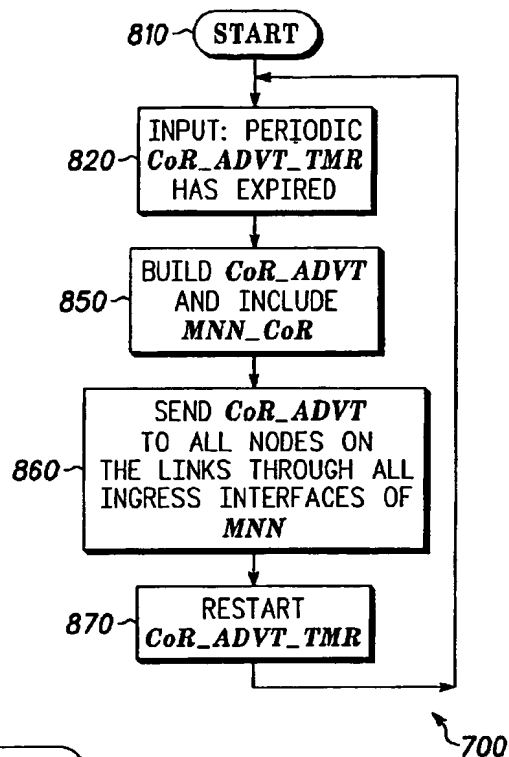 810 START
INPUT: PERIODIC
820 CoR_ADVT_TMR
HAS EXPIRED
BUILD CoR_ADVT
850 AND INCLUDE
MNN_CoR
SEND CoR_ADVT
TO ALL NODES ON
860 THE LINKS THROUGH ALL
INGRESS INTERFACES OF
MNN
RESTART
870 CoR_ADVT_TMR
700